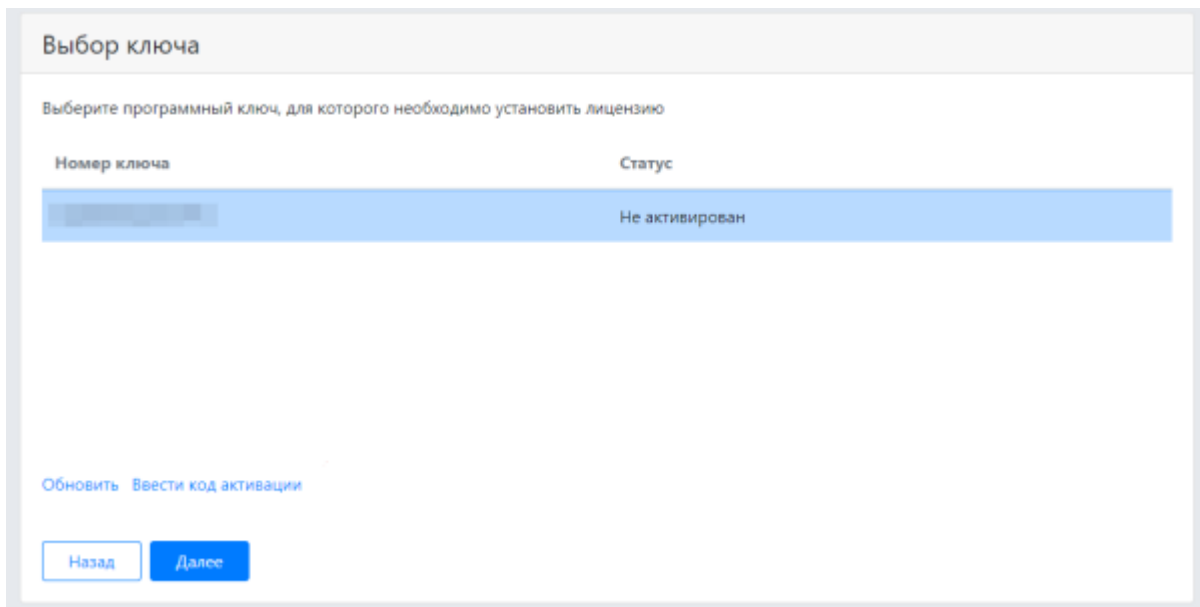 Выбор ключа
Выберите программный ключ, для которого необходимо установить лицензию
Номер ключа Статус
Не активирован
Обновить Ввести код активации
Назад Далее